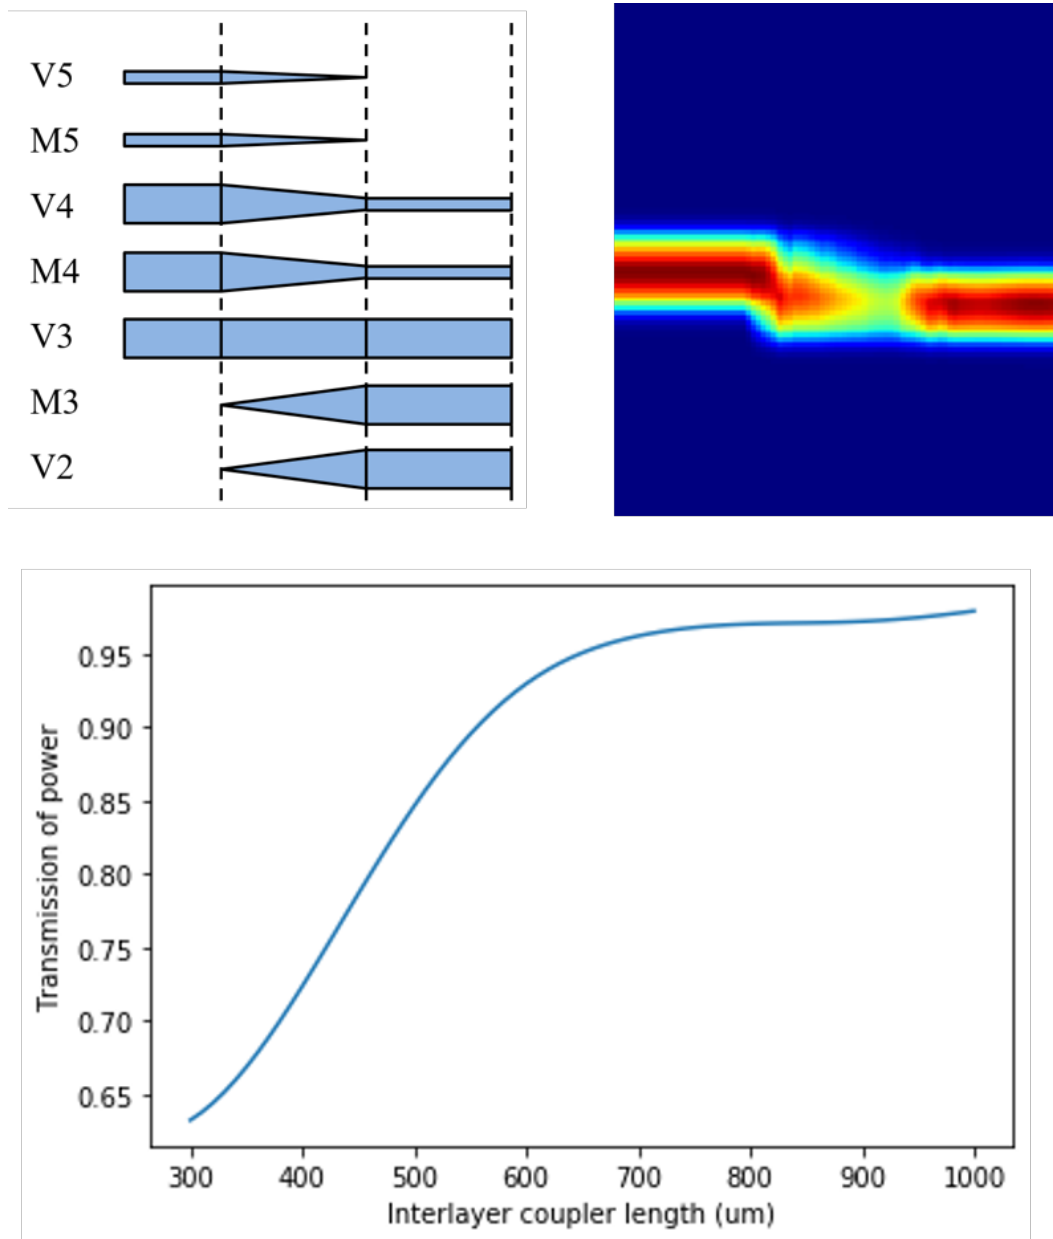 V5
M5
V4
M4
V3
M3
V2
Transmission of power
0.95
0.90
0.85
0.80
0.75
0.70
0.65
300 400 500 600 700 800 900 1000
Interlayer coupler length (um)